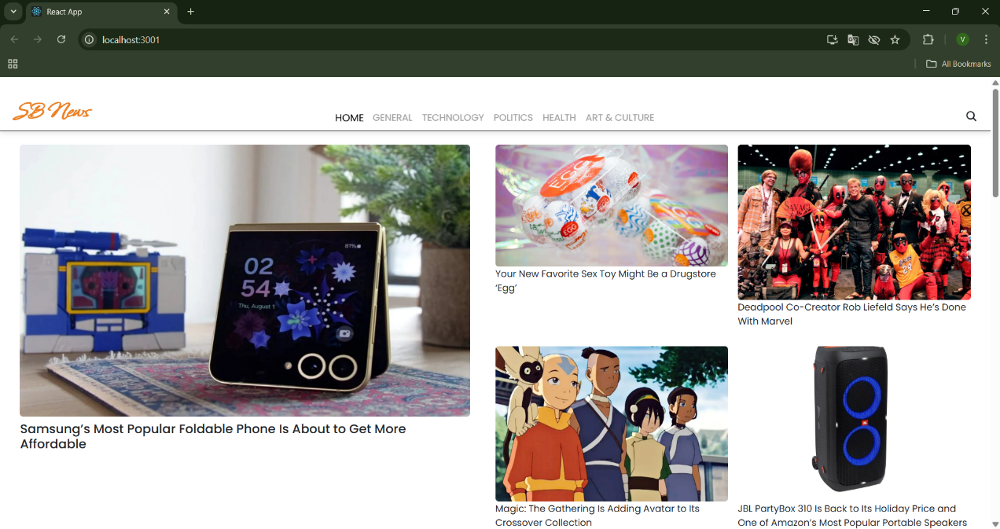 React App
localhost:3001
V
All Bookmarks
SB News
HOME GENERAL TECHNOLOGY POLITICS HEALTH ART & CULTURE
81%
02
54
Thu, August 1
Samsung’s Most Popular Foldable Phone Is About to Get More
Affordable
EGG
EGG
Your New Favorite Sex Toy Might Be a Drugstore
‘Egg’
SAVAGE
Deadpool Co-Creator Rob Liefeld Says He’s Done
With Marvel
Magic: The Gathering Is Adding Avatar to Its
Crossover Collection
JBL PartyBox 310 Is Back to Its Holiday Price and
One of Amazon’s Most Popular Portable Speakers